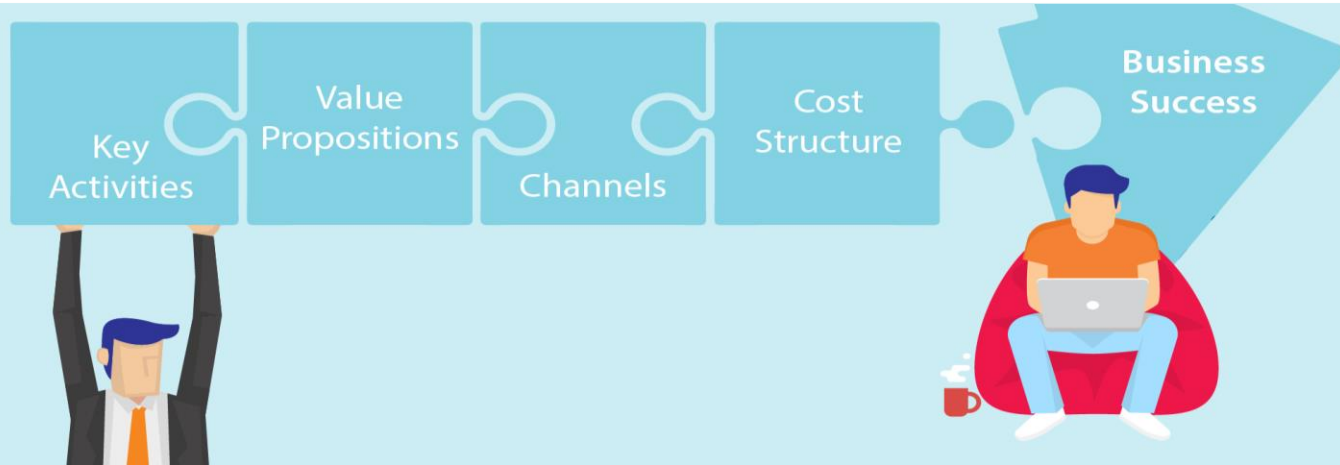 Key
Activities
Value
Propositions
Channels
Cost
Structure
Business
Success